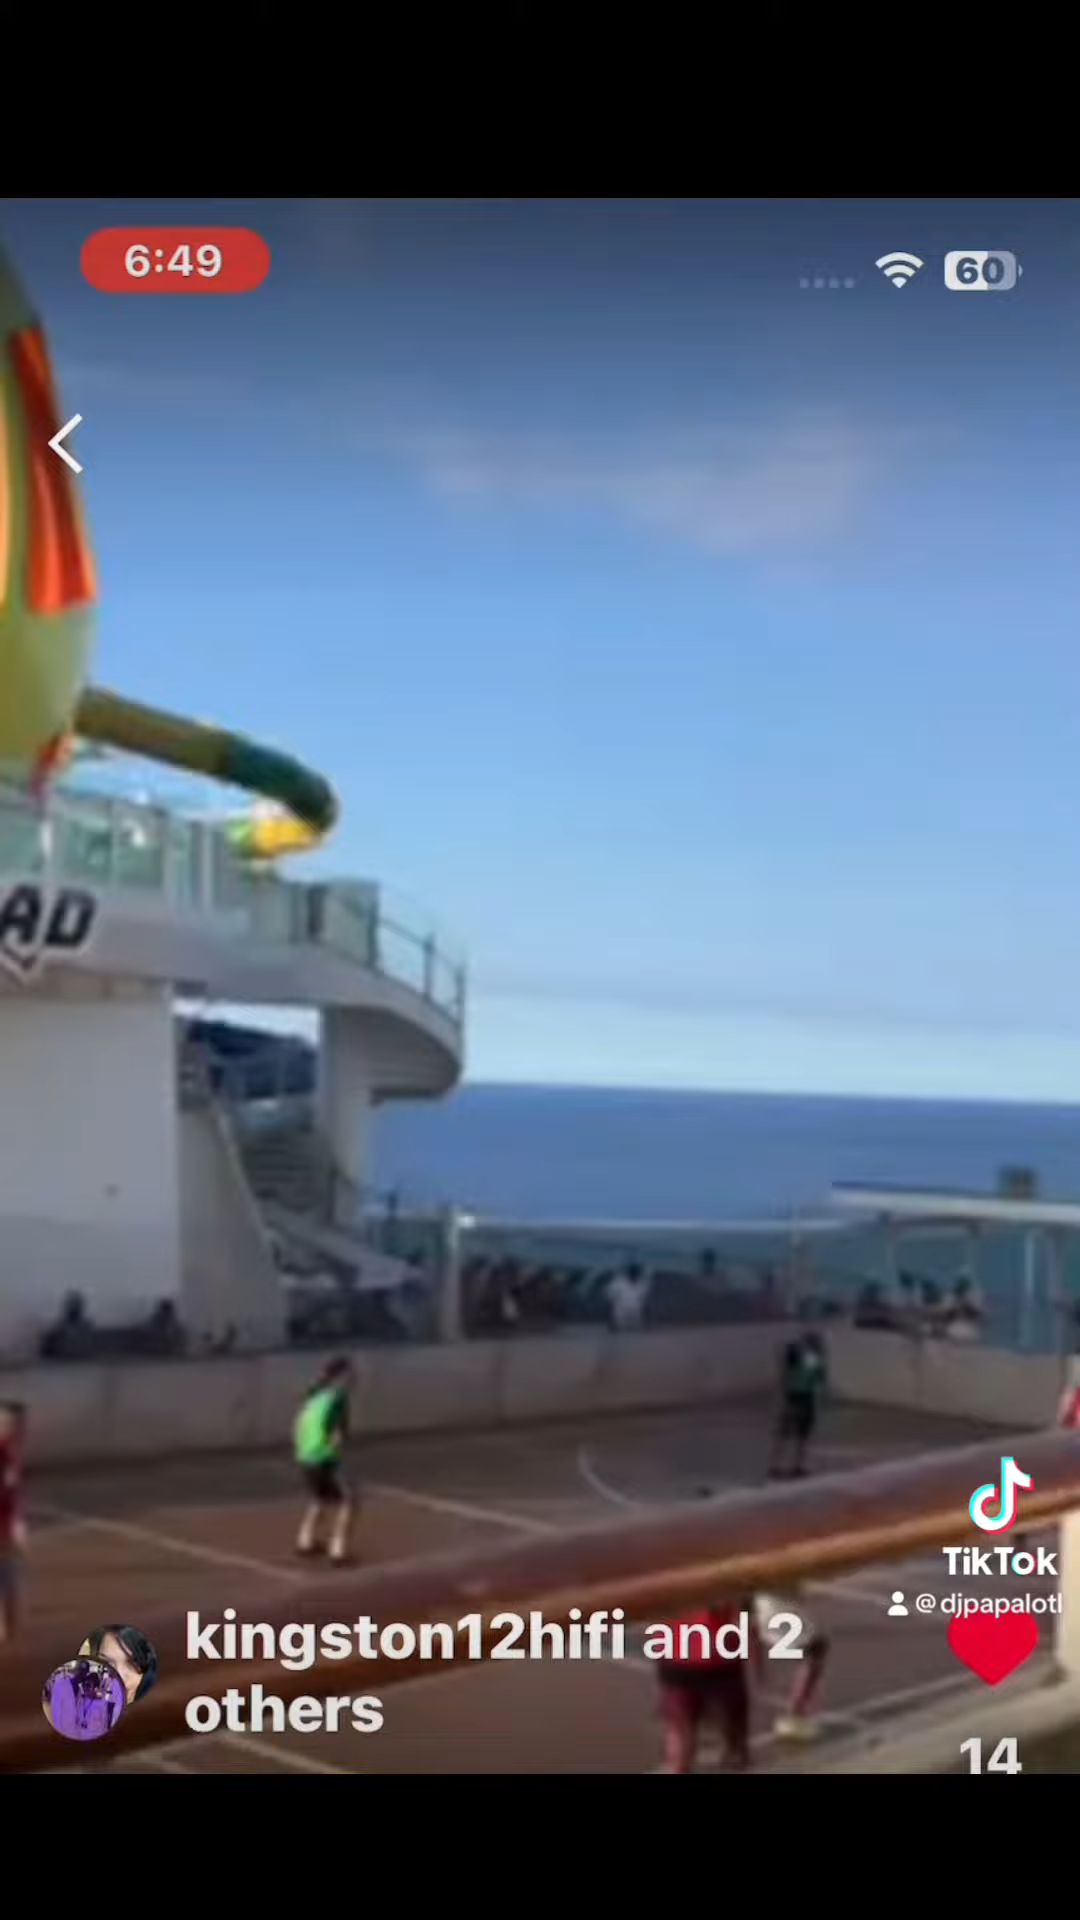 6:49
60
AD
TikTok
@djpapalotl
kingston12hifi and 2
others
14